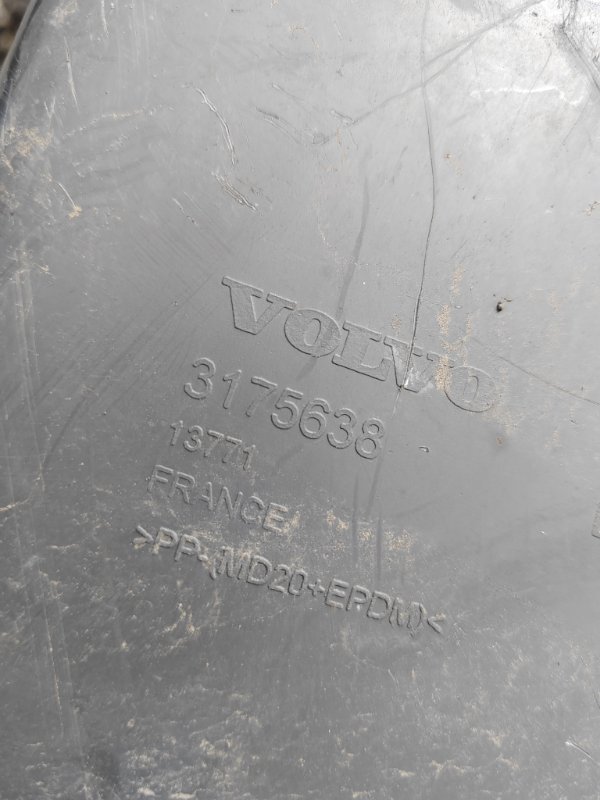 VOLVO
3175638
13771
FRANCE
>PP-(MD20+EPDM)<